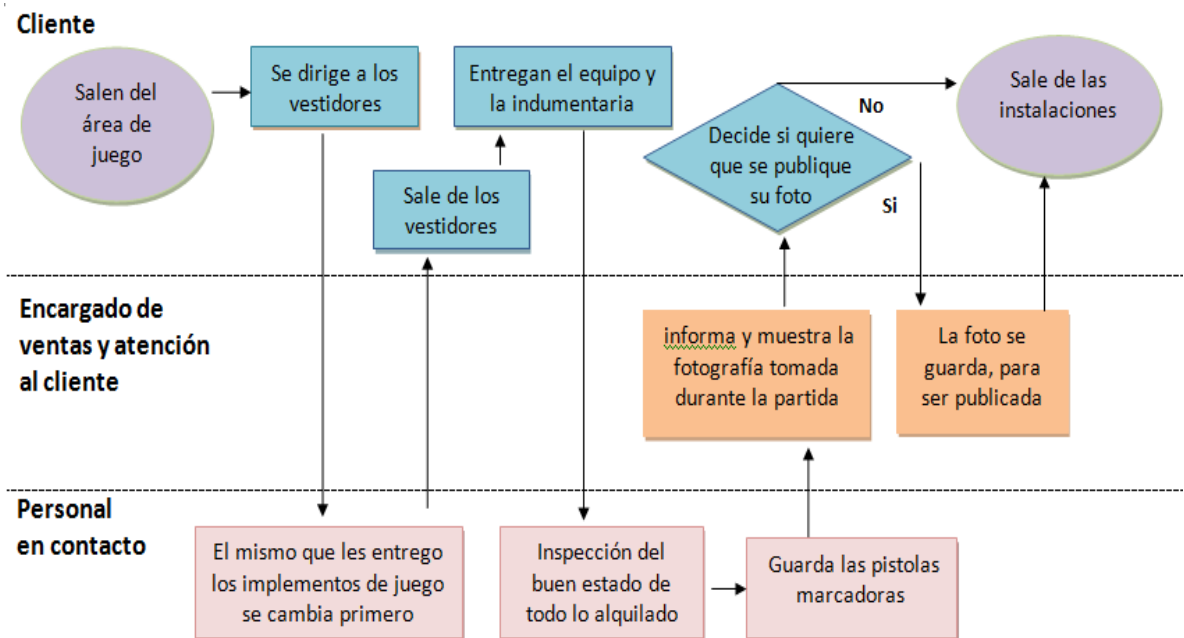 Cliente
Salen del
área de
juego
Se dirige a los
vestidores
Entregan el equipo y
la indumentaria
Sale de los
vestidores
Decide si quiere
que se publique
su foto
No
Si
Sale de las
instalaciones
Encargado de
ventas y atención
al cliente
informa y muestra la
fotografía tomada
durante la partida
La foto se
guarda, para
ser publicada
Personal
en contacto
El mismo que les entrego
los implementos de juego
se cambia primero
Inspección del
buen estado de
todo lo alquilado
Guarda las pistolas
marcadoras